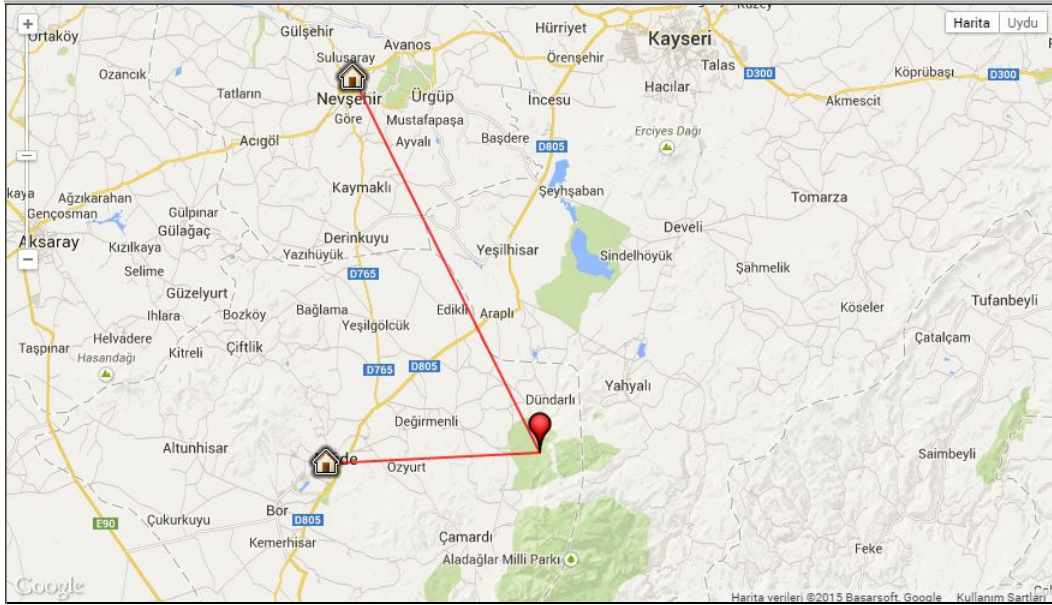 Kuzey
Harita
Uydu
Ortaköy
Gülşehir
Hürriyet
Avanos
Kayseri
Sulusaray
Örenşehir
Talas
D300
Köprübaşı
D300
Ozancık
Tatların
Nevşehir
Ürgüp
İncesu
Hacılar
Akmescit
Göre
Mustafapaşa
Acıgöl
Ayvalı
Başdere
D805
Erciyes Dağı
Kaymaklı
Şeyhşaban
Ağzıkarahan
Gençosman
Gülpınar
Gülağaç
Tomarza
Aksaray
Kızılkaya
Derinkuyu
Yazıhüyük
Yeşilhisar
Develi
Sindelhöyük
Selime
D765
Şahmelik
Güzelyurt
Ihlara
Bozköy
Bağlama
Edikli
Araplı
Köseler
Tufanbeyli
Helvadere
Yeşilgölcük
Taşpınar
Hasandağı
Kitreli
Çiftlik
Çatalçam
D765
D805
Yahyalı
Dündarlı
Değirmenli
Altunhisar
Özyurt
Saimbeyli
Bor
Çukurkuyu
D805
E90
Kemerhisar
Çamardı
Aladağlar Milli Parkı
Feke
Google
Harita verileri ©2015 Basarsoft, Google
Kullanım Şartları